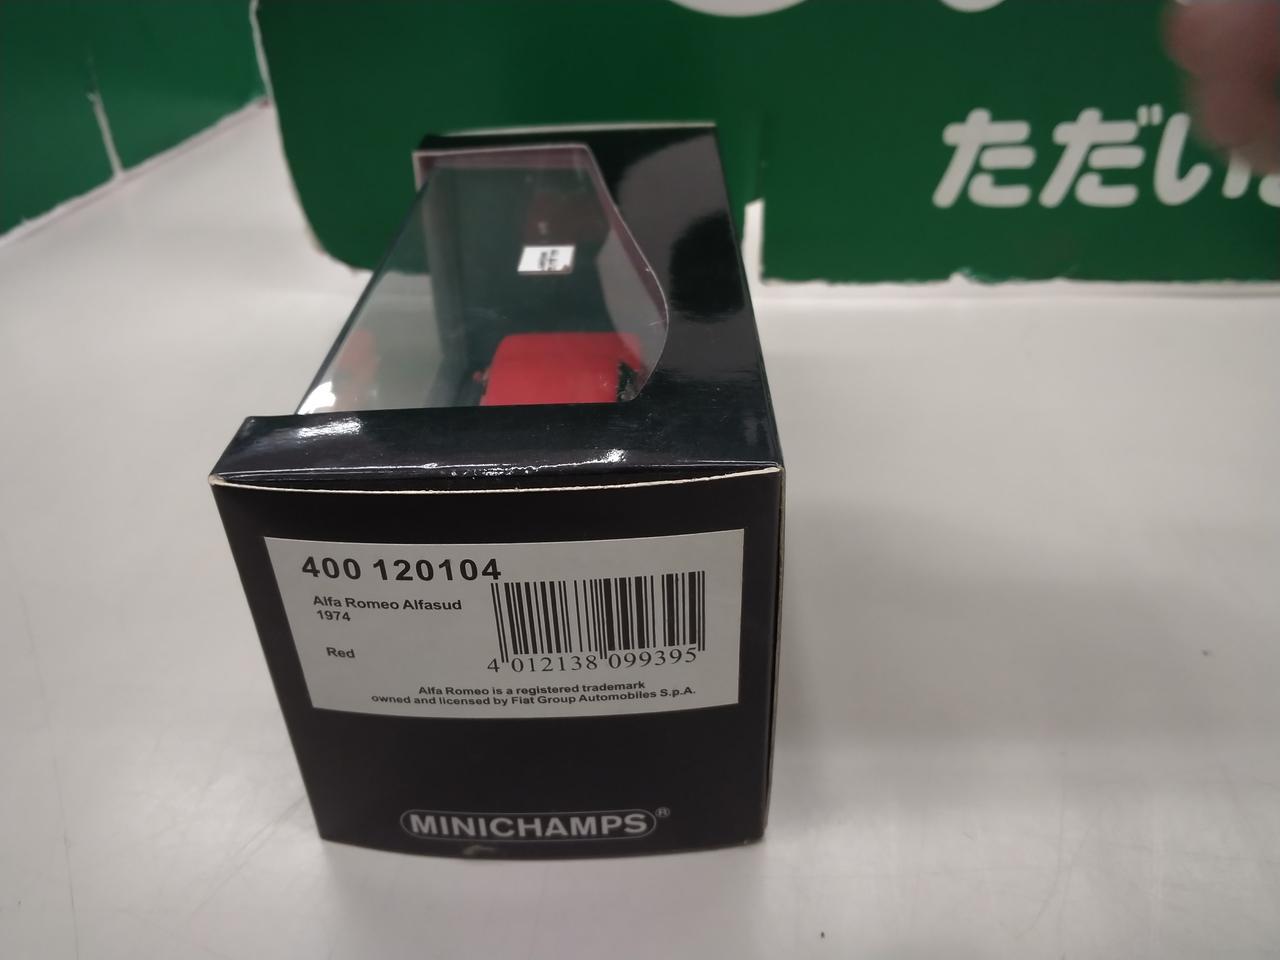 ただい
400 120104
Alfa Romeo Alfasud
1974
Red
4 012138 099395
Alfa Romeo is a registered trademark
owned and licensed by Fiat Group Automobiles S.p.A.
MINICHAMPS®